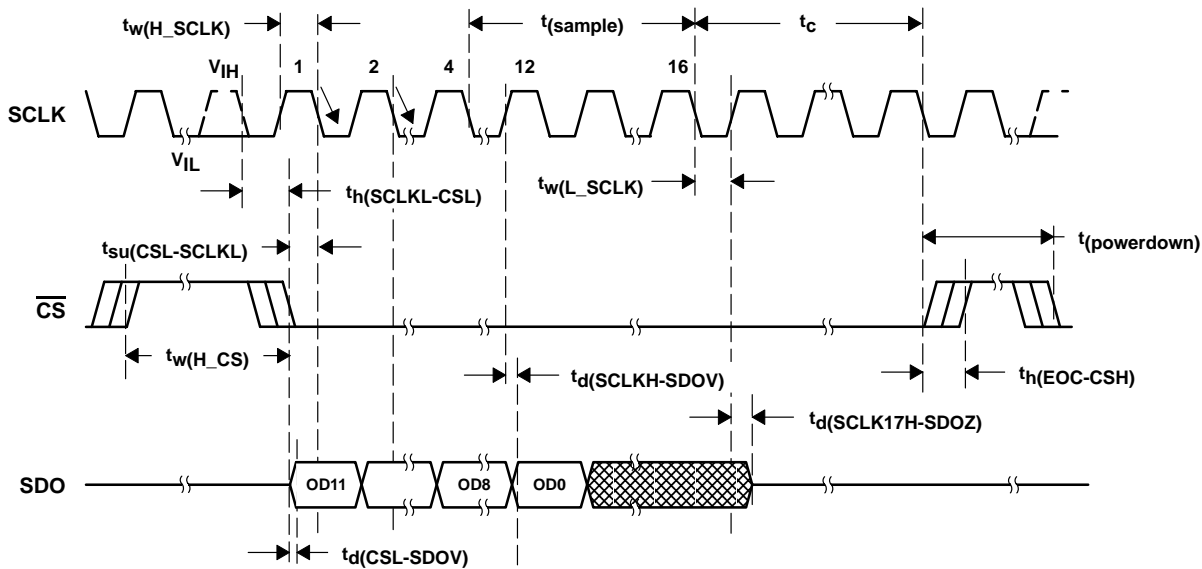 tw(H_SCLK)
t(sample)
tc
VIH
1
2
4
12
16
SCLK
VIL
th(SCLKL-CSL)
tw(L_SCLK)
tsu(CSL-SCLKL)
t(powerdown)
CS
tw(H_CS)
td(SCLKH-SDOV)
th(EOC-CSH)
td(SCLK17H-SDOZ)
SDO
OD11
OD8
OD0
td(CSL-SDOV)